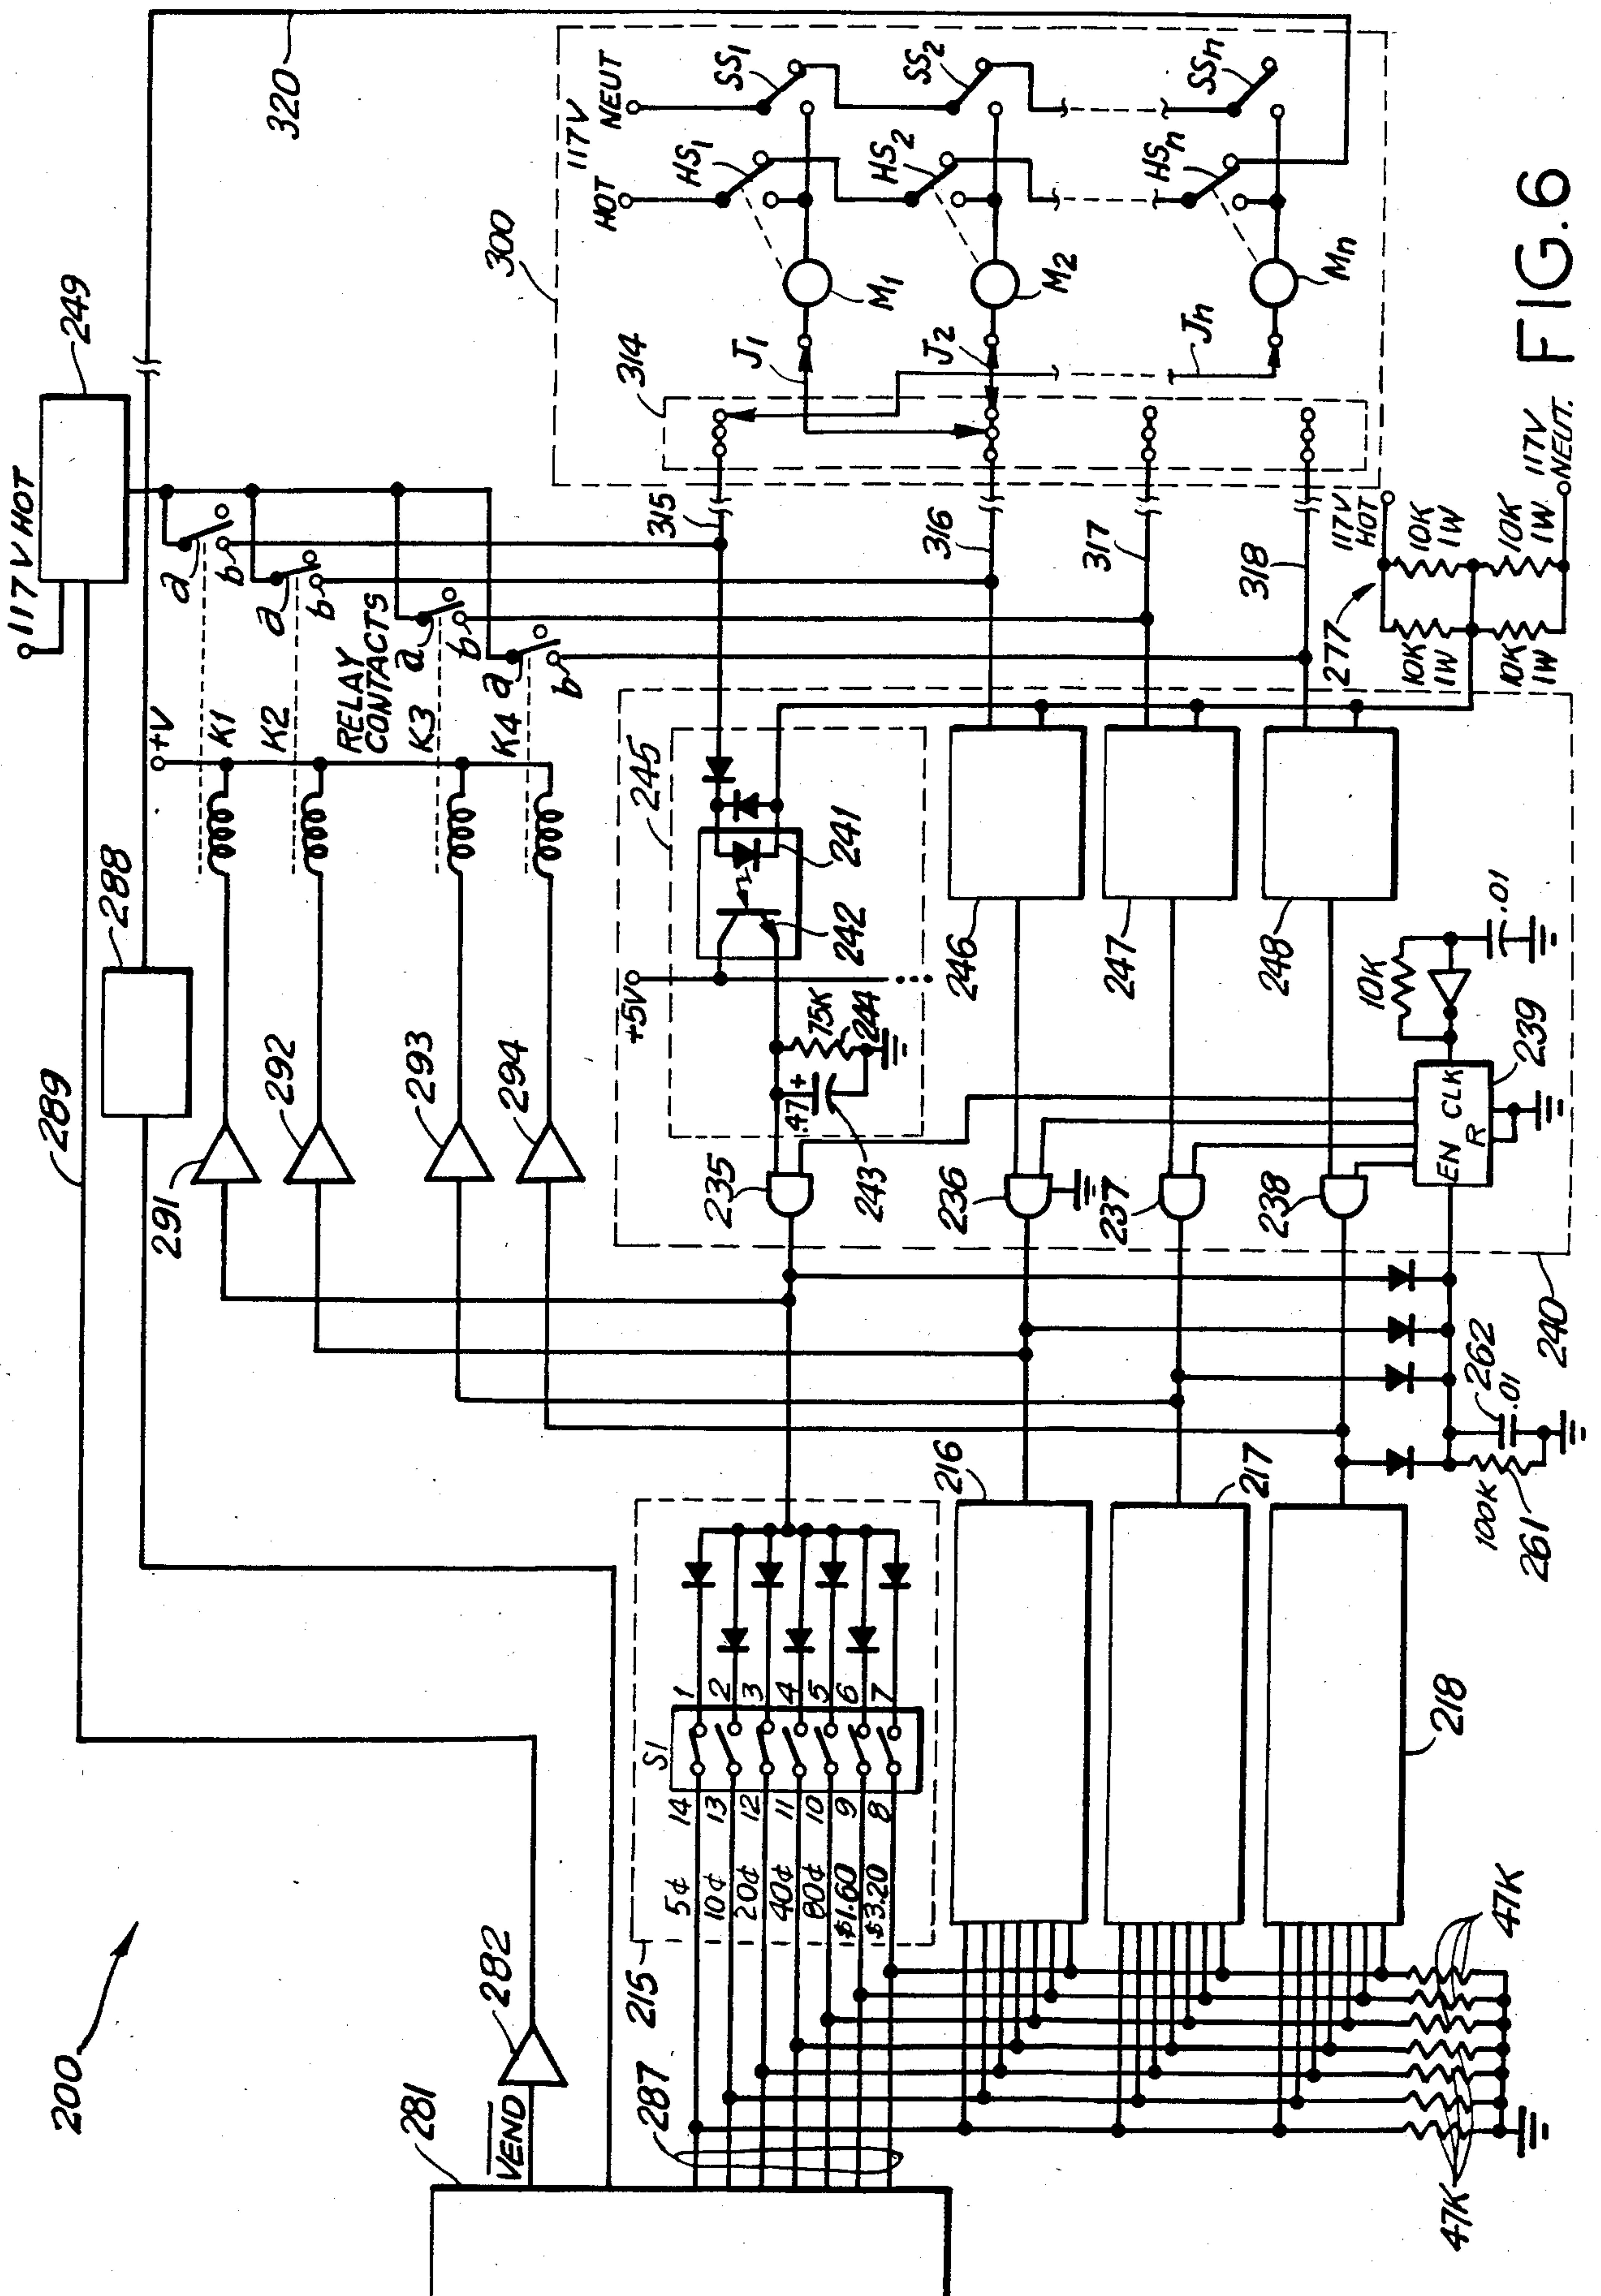 200
281
VEND
282
289
288
117 V HOT
249
320
291
292
293
294
+V
K1
K2
RELAY CONTACTS
K3
K4
a
b
a
b
a
b
a
b
315
316
317
318
314
300
117 V
HOT
NEUT
HS1
SS1
HS2
SS2
HSn
SSn
M1
M2
Mn
J1
J2
Jn
277
117V HOT
10K 1W
10K 1W
10K 1W
10K 1W
117V NEUT.
245
241
242
+5V
75K
244
.47
+
243
246
247
248
10K
.01
239
CLK
EN
R
235
236
237
238
240
262
.01
100K
261
215
S1
5¢ 14 1
10¢ 13 2
20¢ 12 3
40¢ 11 4
80¢ 10 5
$1.60 9 6
$3.20 8 7
287
216
217
218
47K
47K
FIG. 6